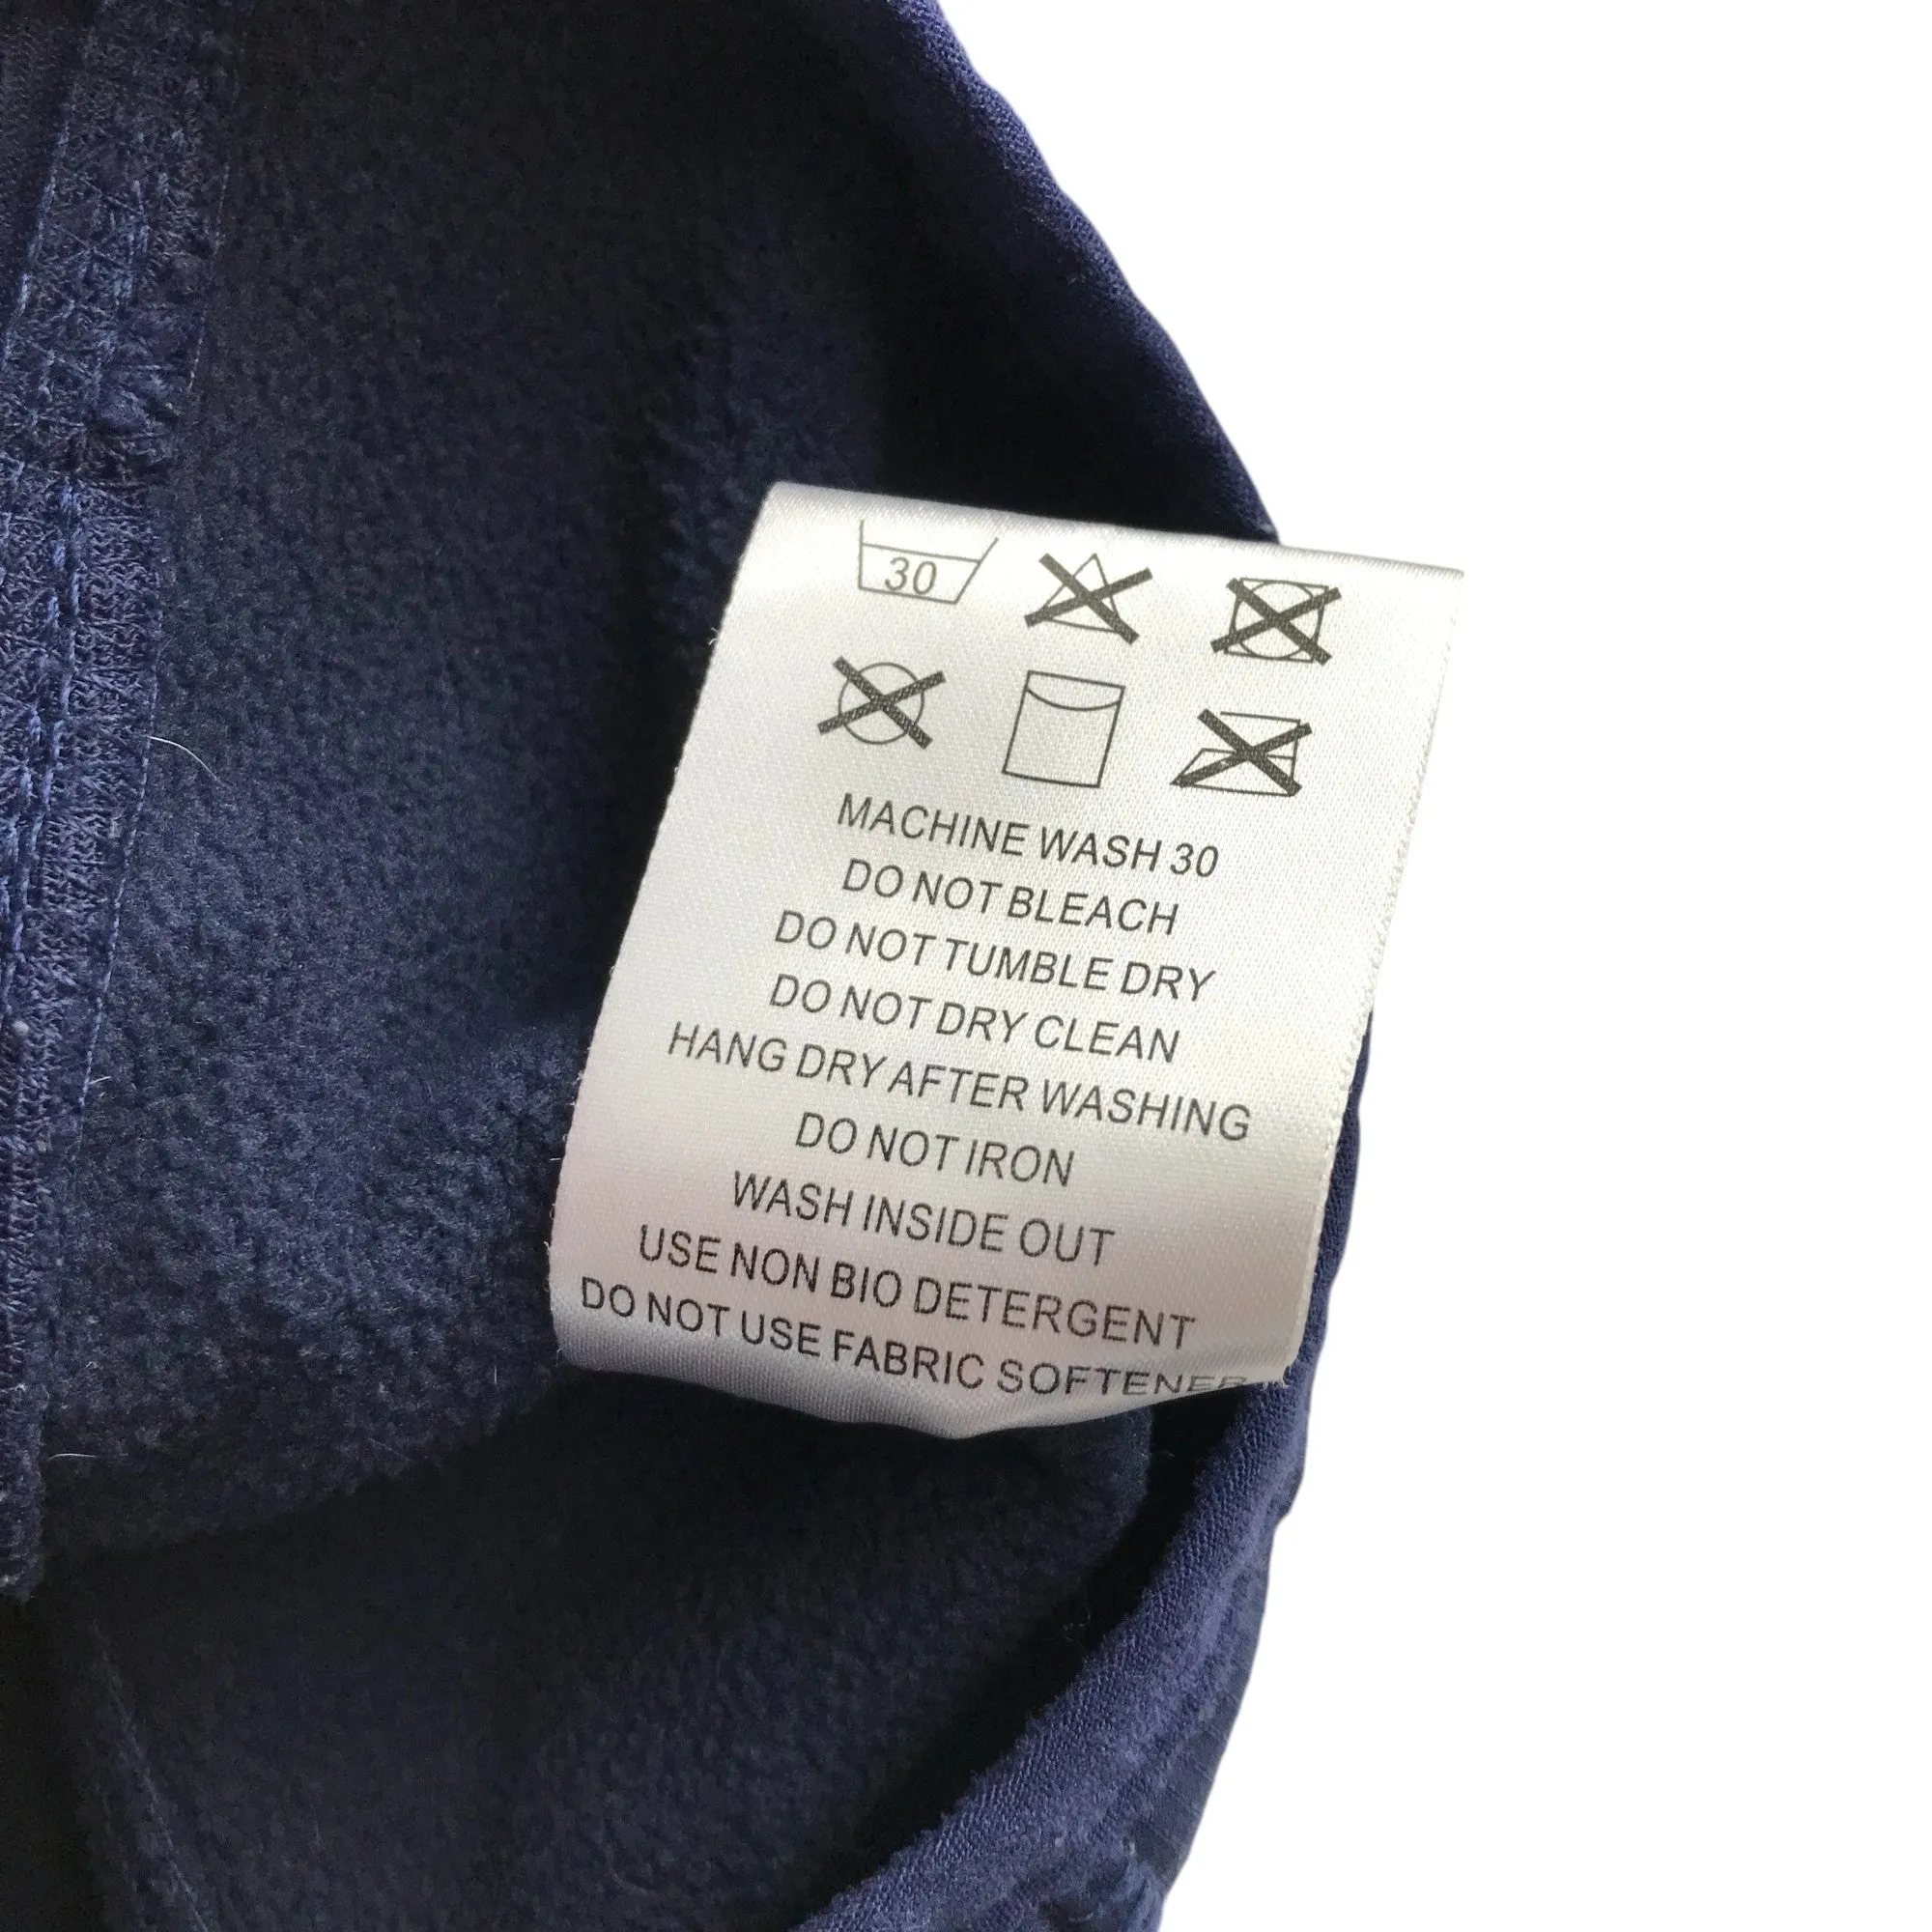 30
MACHINE WASH 30
DO NOT BLEACH
DO NOT TUMBLE DRY
DO NOT DRY CLEAN
HANG DRY AFTER WASHING
DO NOT IRON
WASH INSIDE OUT
USE NON BIO DETERGENT
DO NOT USE FABRIC SOFTENER